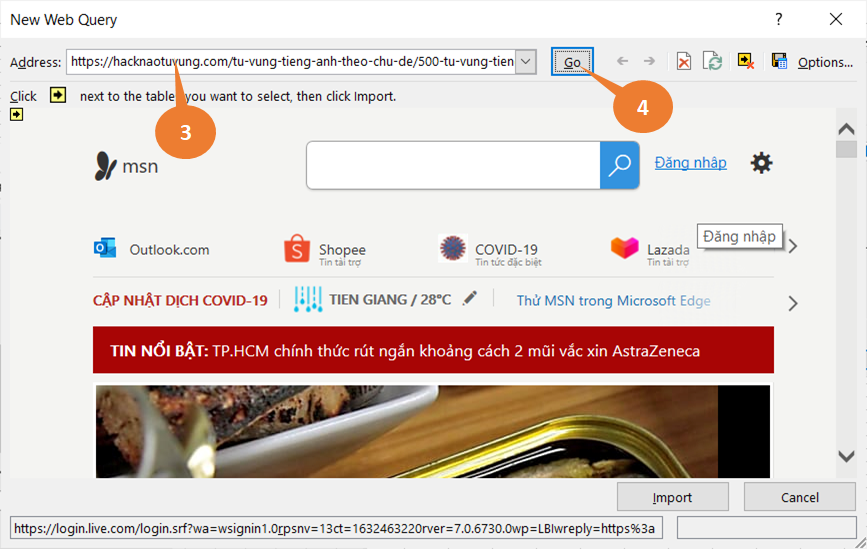 New Web Query
?
Address: https://hacknaotuvung.com/tu-vung-tieng-anh-theo-chu-de/500-tu-vung-tien Go Options...
Click next to the table you want to select, then click Import.
3
4
msn Đăng nhập
Outlook.com Shopee COVID-19 Lazada Đăng nhập
Tin tài trợ Tin tức đặc biệt Tin tài trợ
CẬP NHẬT DỊCH COVID-19 TIEN GIANG / 28°C Thử MSN trong Microsoft Edge
TIN NỔI BẬT: TP.HCM chính thức rút ngắn khoảng cách 2 mũi vắc xin AstraZeneca
Import Cancel
https://login.live.com/login.srf?wa=wsignin1.0rpsnv=13ct=1632463220rver=7.0.6730.0wp=LBIwreply=https%3a